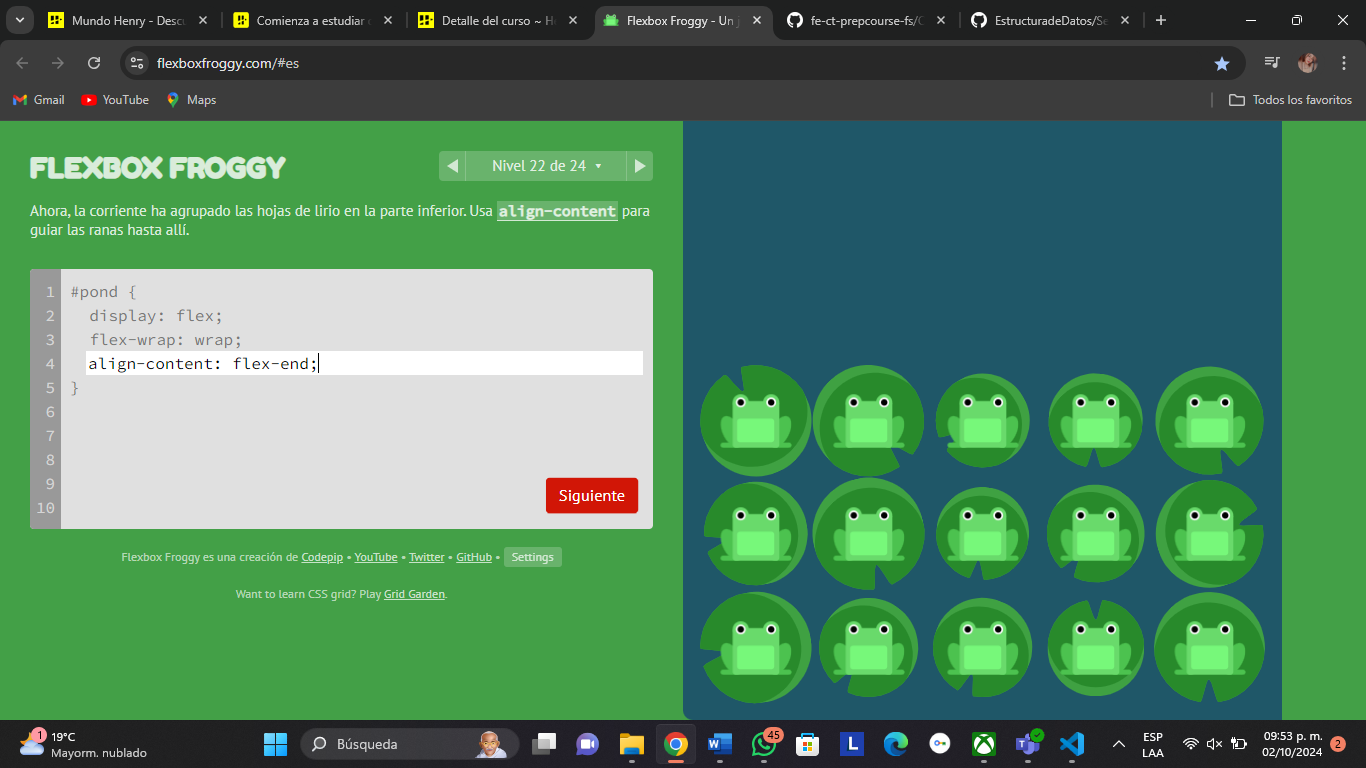 Mundo Henry - Descu
Comienza a estudiar c
Detalle del curso ~ He
Flexbox Froggy - Un j
fe-ct-prepcourse-fs/C
EstructuradeDatos/Se
flexboxfroggy.com/#es
Gmail
YouTube
Maps
Todos los favoritos
FLEXBOX FROGGY
Nivel 22 de 24
Ahora, la corriente ha agrupado las hojas de lirio en la parte inferior. Usa align-content para
guiar las ranas hasta allí.
1 #pond {
2 display: flex;
3 flex-wrap: wrap;
4 align-content: flex-end;
5 }
6
7
8
9
10
Siguiente
Flexbox Froggy es una creación de Codepip • YouTube • Twitter • GitHub • Settings
Want to learn CSS grid? Play Grid Garden.
1
19°C
Mayorm. nublado
Búsqueda
45
L
ESP
LAA
09:53 p. m.
02/10/2024
2